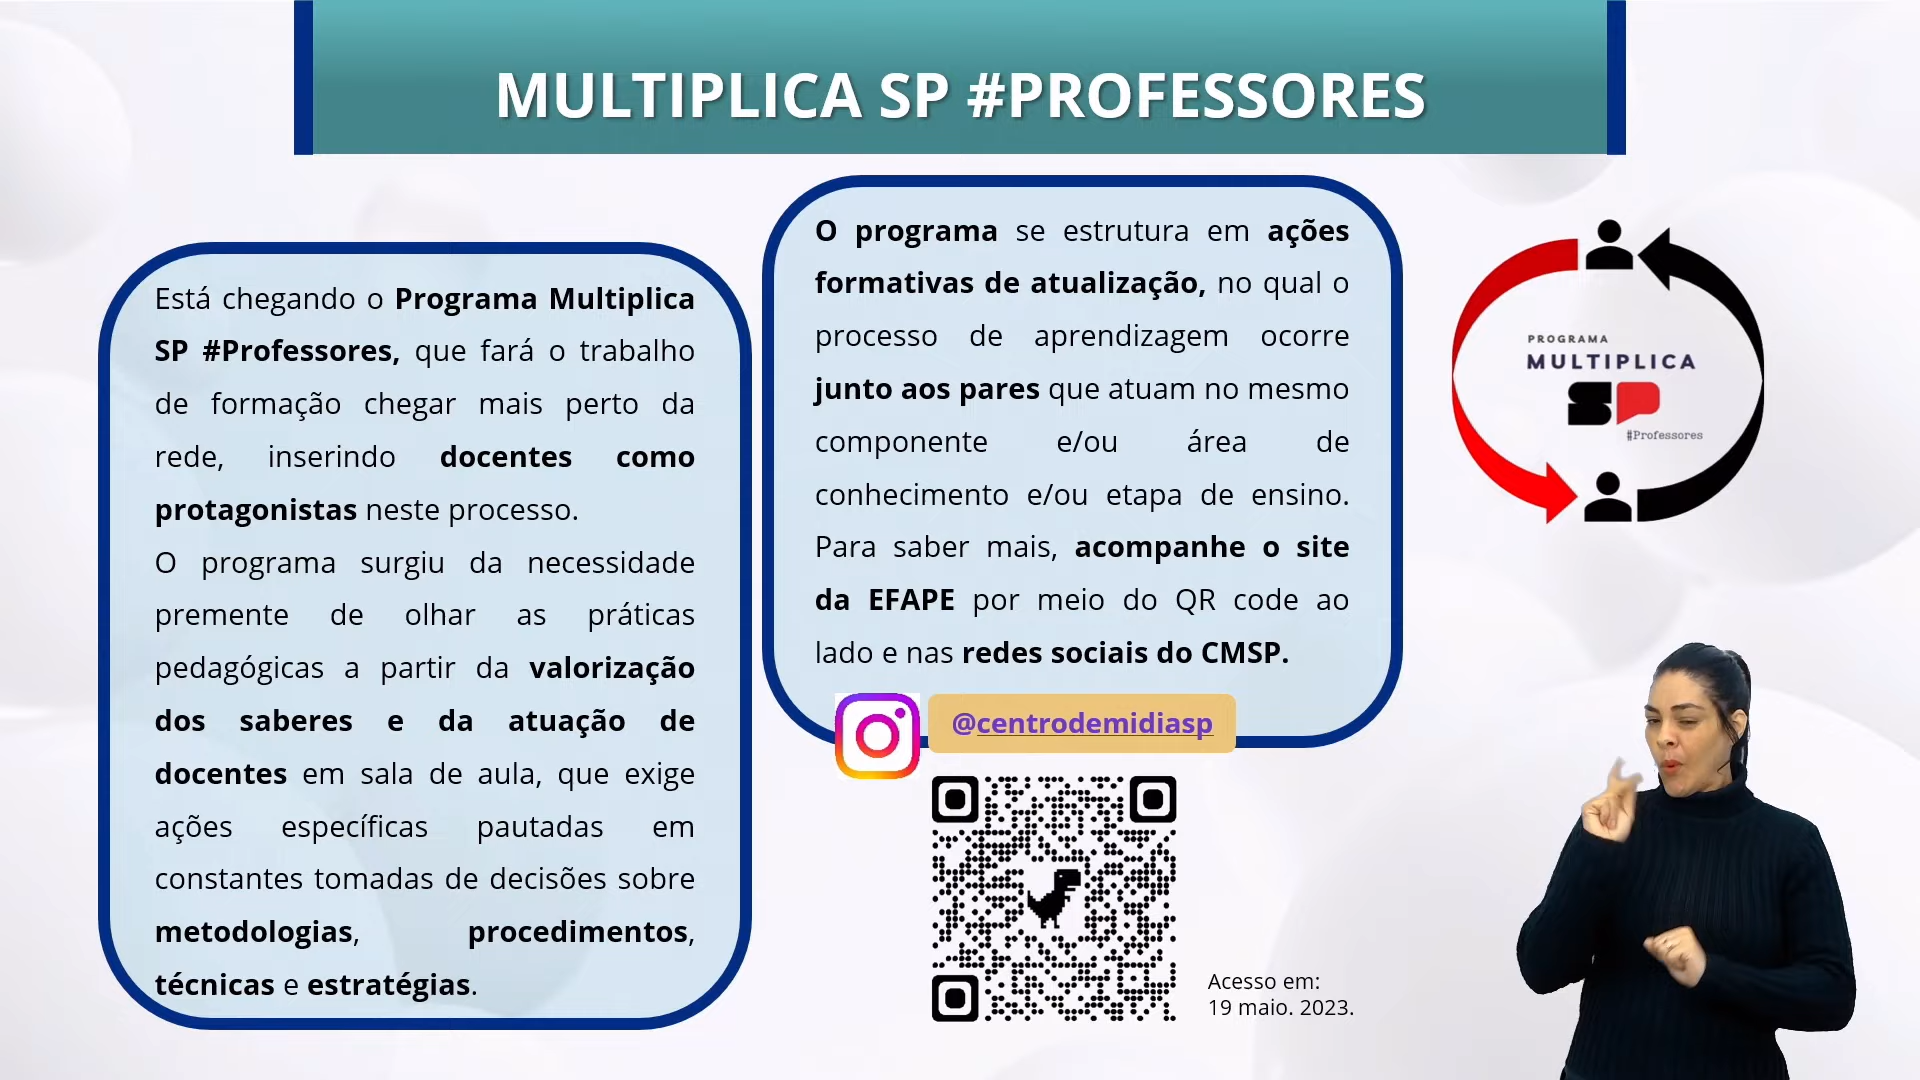 MULTIPLICA SP #PROFESSORES
Está chegando o Programa Multiplica
SP #Professores, que fará o trabalho
de formação chegar mais perto da
rede, inserindo docentes como
protagonistas neste processo.
O programa surgiu da necessidade
premente de olhar as práticas
pedagógicas a partir da valorização
dos saberes e da atuação de
docentes em sala de aula, que exige
ações específicas pautadas em
constantes tomadas de decisões sobre
metodologias, procedimentos,
técnicas e estratégias.
O programa se estrutura em ações
formativas de atualização, no qual o
processo de aprendizagem ocorre
junto aos pares que atuam no mesmo
componente e/ou área de
conhecimento e/ou etapa de ensino.
Para saber mais, acompanhe o site
da EFAPE por meio do QR code ao
lado e nas redes sociais do CMSP.
@centrodemidiasp
Acesso em:
19 maio. 2023.
PROGRAMA
MULTIPLICA
SP
#Professores